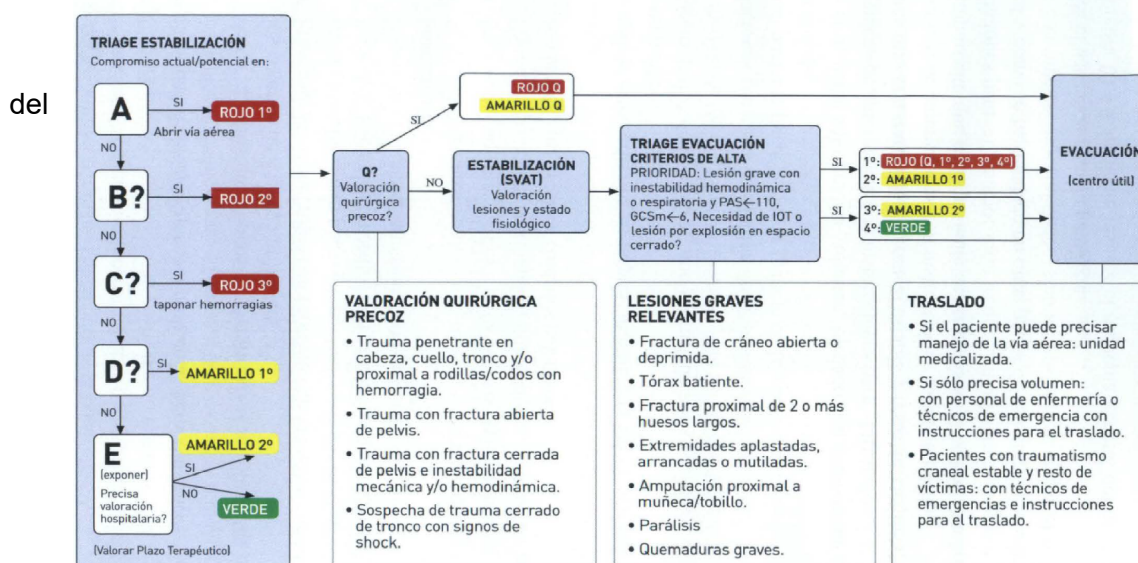 del
TRIAGE ESTABILIZACIÓN
Compromiso actual/potencial en:
A
SI
ROJO 1º
Abrir vía aérea
NO
B?
SI
ROJO 2º
NO
C?
SI
ROJO 3º
taponar hemorragias
NO
D?
SI
AMARILLO 1º
NO
E
(exponer)
Precisa
valoración
hospitalaria?
AMARILLO 2º
SI
NO
VERDE
(Valorar Plazo Terapéutico)
Q?
Valoración
quirúrgica
precoz?
SI
ROJO Q
AMARILLO Q
NO
ESTABILIZACIÓN
(SVAT)
Valoración
lesiones y estado
fisiológico
TRIAGE EVACUACIÓN
CRITERIOS DE ALTA
PRIORIDAD: Lesión grave con
inestabilidad hemodinámica
o respiratoria y PAS<-110,
GCSm<-6, Necesidad de IOT o
lesión por explosión en espacio
cerrado?
SI
1º: ROJO (Q, 1º, 2º, 3º, 4º)
2º: AMARILLO 1º
SI
3º: AMARILLO 2º
4º: VERDE
EVACUACIÓN
(centro útil)
VALORACIÓN QUIRÚRGICA
PRECOZ
• Trauma penetrante en
cabeza, cuello, tronco y/o
proximal a rodillas/codos con
hemorragia.
• Trauma con fractura abierta
de pelvis.
• Trauma con fractura cerrada
de pelvis e inestabilidad
mecánica y/o hemodinámica.
• Sospecha de trauma cerrado
de tronco con signos de
shock.
LESIONES GRAVES
RELEVANTES
• Fractura de cráneo abierta o
deprimida.
• Tórax batiente.
• Fractura proximal de 2 o más
huesos largos.
• Extremidades aplastadas,
arrancadas o mutiladas.
• Amputación proximal a
muñeca/tobillo.
• Parálisis
• Quemaduras graves.
TRASLADO
• Si el paciente puede precisar
manejo de la vía aérea: unidad
medicalizada.
• Si sólo precisa volumen:
con personal de enfermería o
técnicos de emergencia con
instrucciones para el traslado.
• Pacientes con traumatismo
craneal estable y resto de
víctimas: con técnicos de
emergencias e instrucciones
para el traslado.